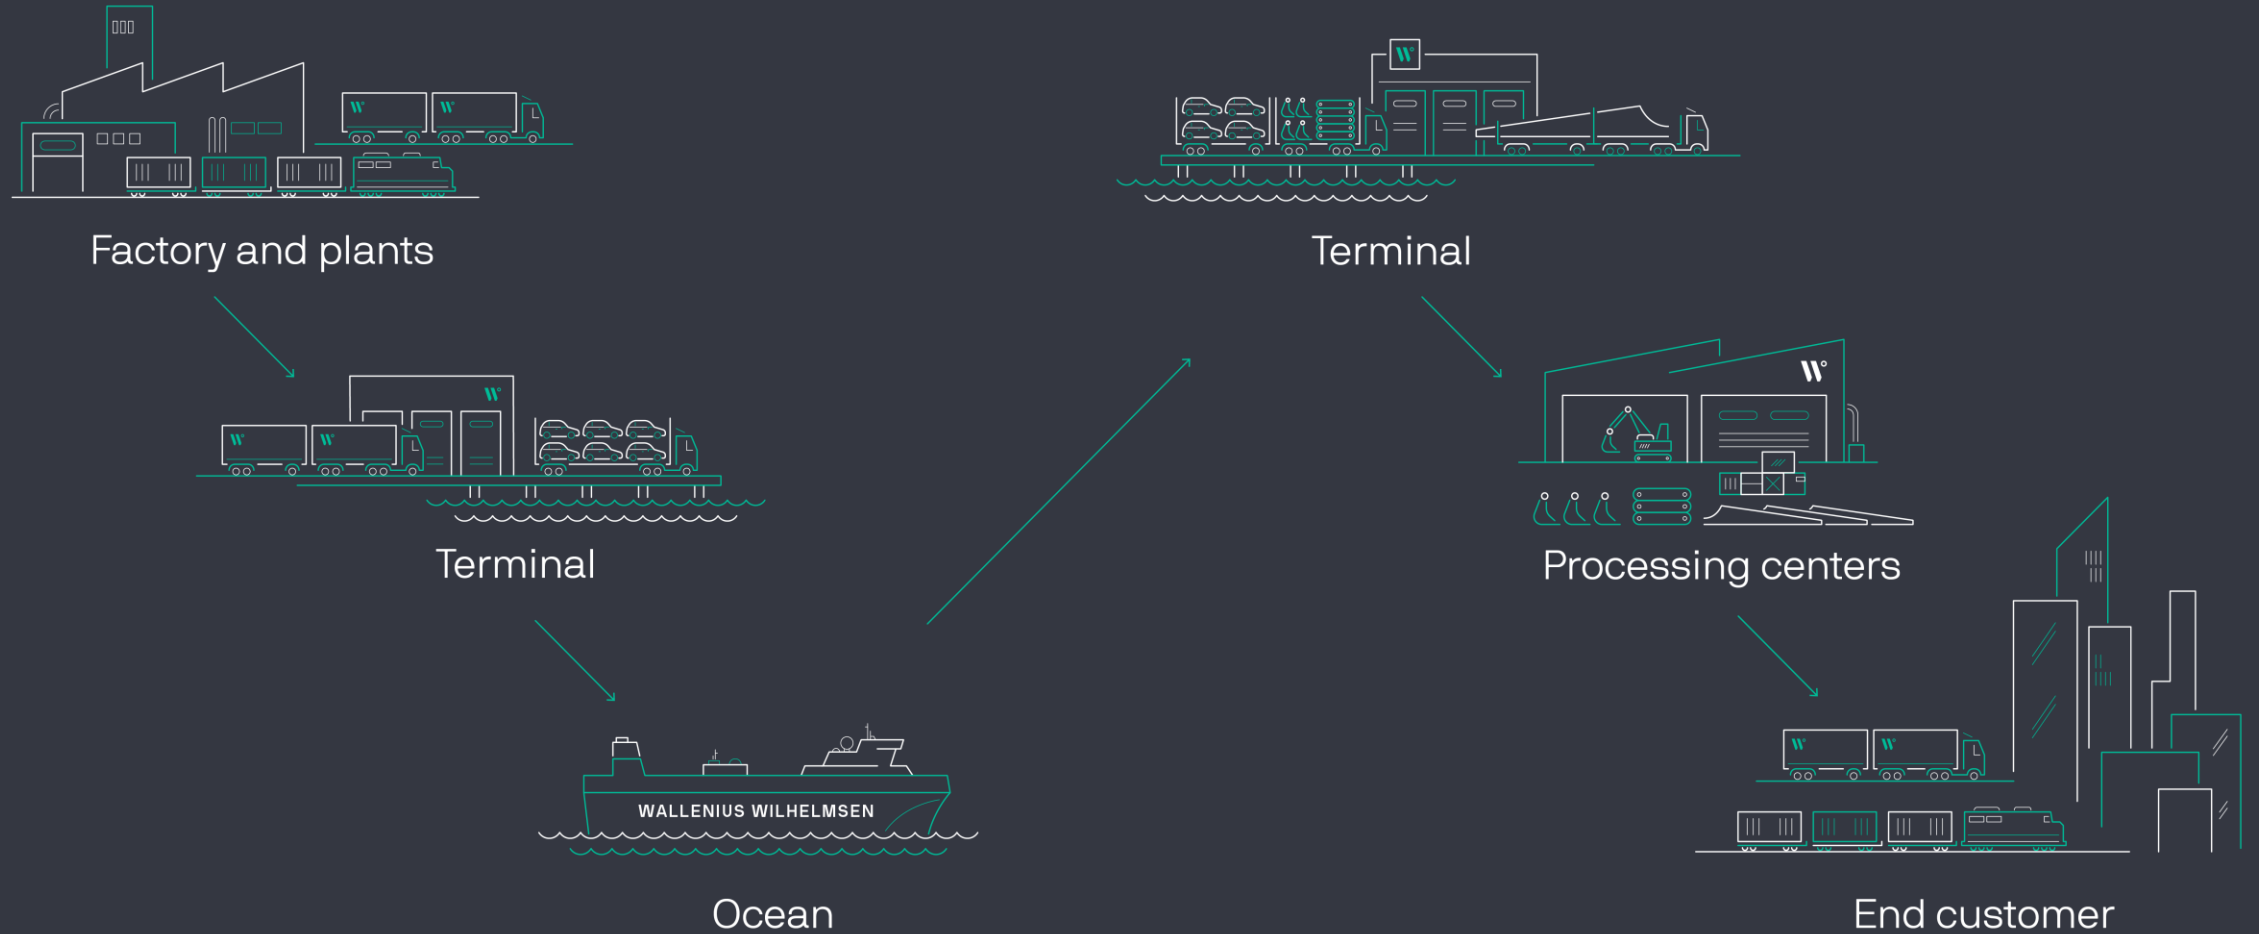 Factory and plants
Terminal
WALLENIUS WILHELMSEN
Ocean
Terminal
Processing centers
End customer